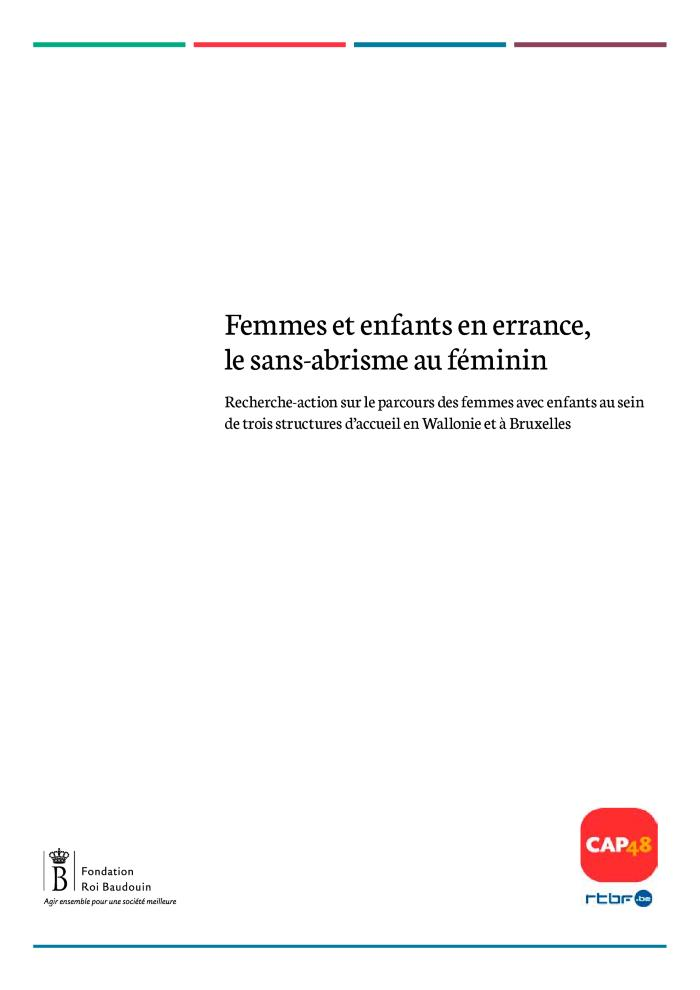 Femmes et enfants en errance,
le sans-abrisme au féminin
Recherche-action sur le parcours des femmes avec enfants au sein
de trois structures d'accueil en Wallonie et à Bruxelles
CAP48
rtbf.be
B
Fondation
Roi Baudouin
Agir ensemble pour une société meilleure